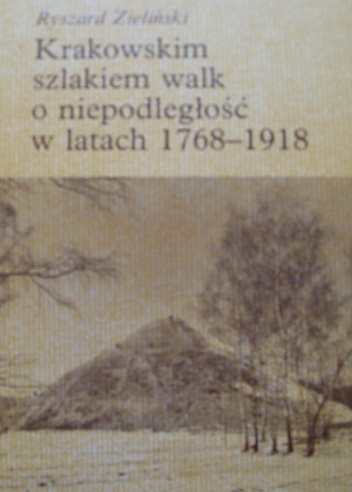 Ryszard Zieliński
Krakowskim
szlakiem walk
o niepodległość
w latach 1768–1918